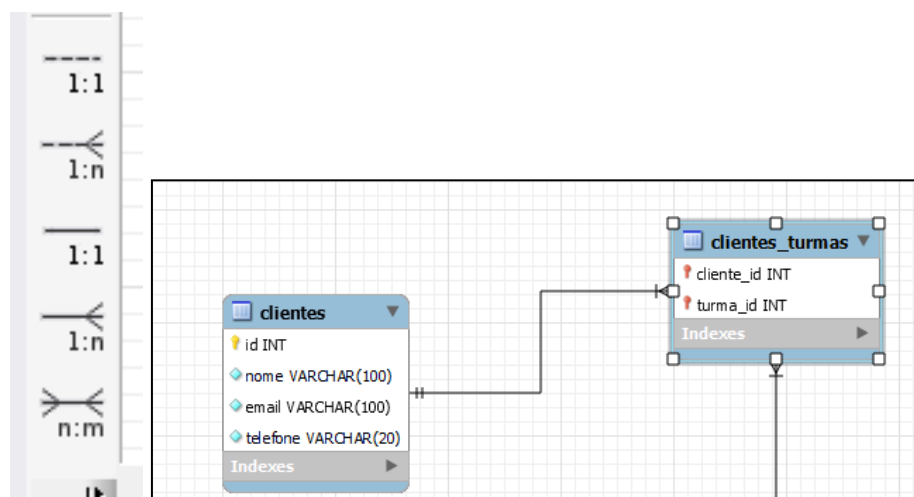 1:1
1:n
1:1
1:n
n:m
clientes_turmas
cliente_id INT
turma_id INT
Indexes
clientes
id INT
nome VARCHAR(100)
email VARCHAR(100)
telefone VARCHAR(20)
Indexes